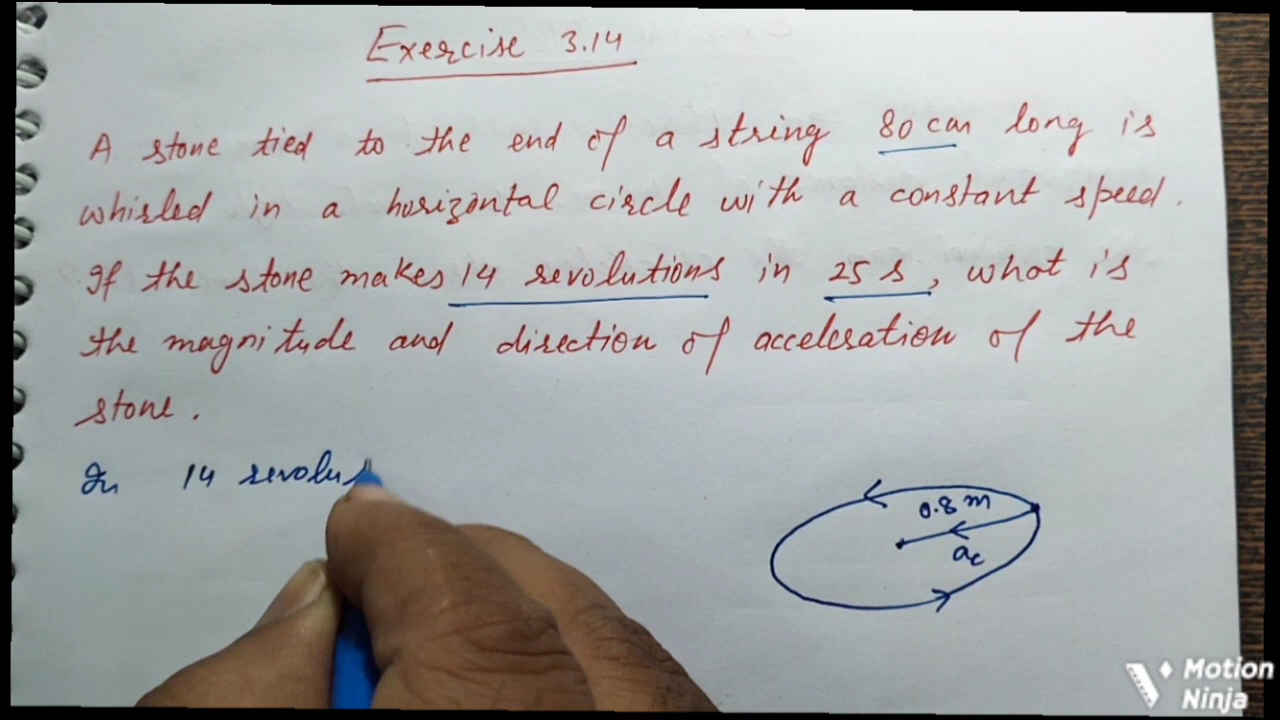 Exercise 3.14
A stone tied to the end of a string 80 cm long is
whirled in a horizontal circle with a constant speed.
If the stone makes 14 revolutions in 25 s, what is
the magnitude and direction of acceleration of the
stone.
In 14 revolu
0.8 m
ac
Motion
Ninja